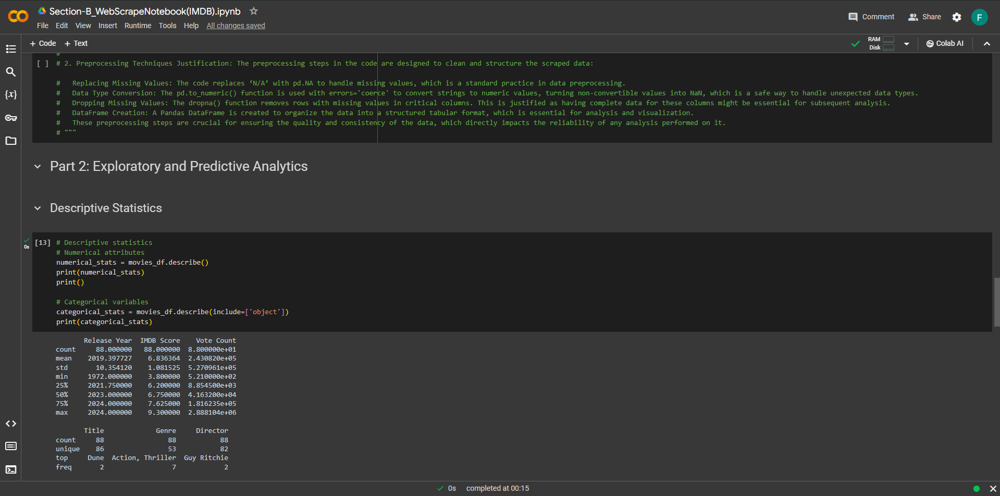 Section-B_WebScrapeNotebook(IMDB).ipynb
File Edit View Insert Runtime Tools Help All changes saved
Comment Share F
+ Code + Text
RAM
Disk
Colab AI
#
[ ] # 2. Preprocessing Techniques Justification: The preprocessing steps in the code are designed to clean and structure the scraped data:
#   Replacing Missing Values: The code replaces ‘N/A’ with pd.NA to handle missing values, which is a standard practice in data preprocessing.
#   Data Type Conversion: The pd.to_numeric() function is used with errors='coerce' to convert strings to numeric values, turning non-convertible values into NaN, which is a safe way to handle unexpected data types.
#   Dropping Missing Values: The dropna() function removes rows with missing values in critical columns. This is justified as having complete data for these columns might be essential for subsequent analysis.
#   DataFrame Creation: A Pandas DataFrame is created to organize the data into a structured tabular format, which is essential for analysis and visualization.
#   These preprocessing steps are crucial for ensuring the quality and consistency of the data, which directly impacts the reliability of any analysis performed on it.
# """
Part 2: Exploratory and Predictive Analytics
Descriptive Statistics
0s
[13] # Descriptive statistics
# Numerical attributes
numerical_stats = movies_df.describe()
print(numerical_stats)
print()
# Categorical variables
categorical_stats = movies_df.describe(include=['object'])
print(categorical_stats)
Release Year  IMDB Score    Vote Count
count     88.000000   88.000000  8.800000e+01
mean    2019.397727    6.836364  2.430820e+05
std       10.354120    1.081525  5.270961e+05
min     1972.000000    3.800000  5.210000e+02
25%     2021.750000    6.200000  8.854500e+03
50%     2023.000000    6.750000  4.163200e+04
75%     2024.000000    7.625000  1.816235e+05
max     2024.000000    9.300000  2.888104e+06
Title             Genre     Director
count     88                88            88
unique    86                53            82
top     Dune  Action, Thriller  Guy Ritchie
freq       2                 7             2
0s completed at 00:15